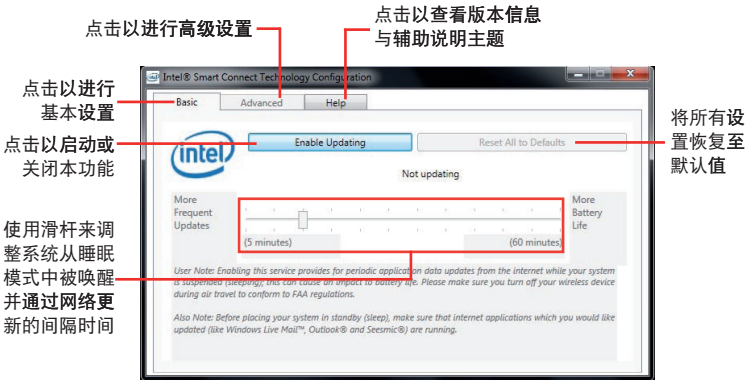 点击以进行高级设置
点击以查看版本信息
与辅助说明主题
点击以进行
基本设置
点击以启动或
关闭本功能
使用滑杆来调
整系统从睡眠
模式中被唤醒
并通过网络更
新的间隔时间
将所有设
置恢复至
默认值
Intel® Smart Connect Technology Configuration
Basic
Advanced
Help
intel
Enable Updating
Reset All to Defaults
Not updating
More
Frequent
Updates
More
Battery
Life
(5 minutes)
(60 minutes)
User Note: Enabling this service provides for periodic application data updates from the internet while your system
is suspended (sleeping); this can cause an impact to battery life. Please make sure you turn off your wireless device
during air travel to conform to FAA regulations.
Also Note: Before placing your system in standby (sleep), make sure that internet applications which you would like
updated (like Windows Live Mail™, Outlook® and Seesmic®) are running.